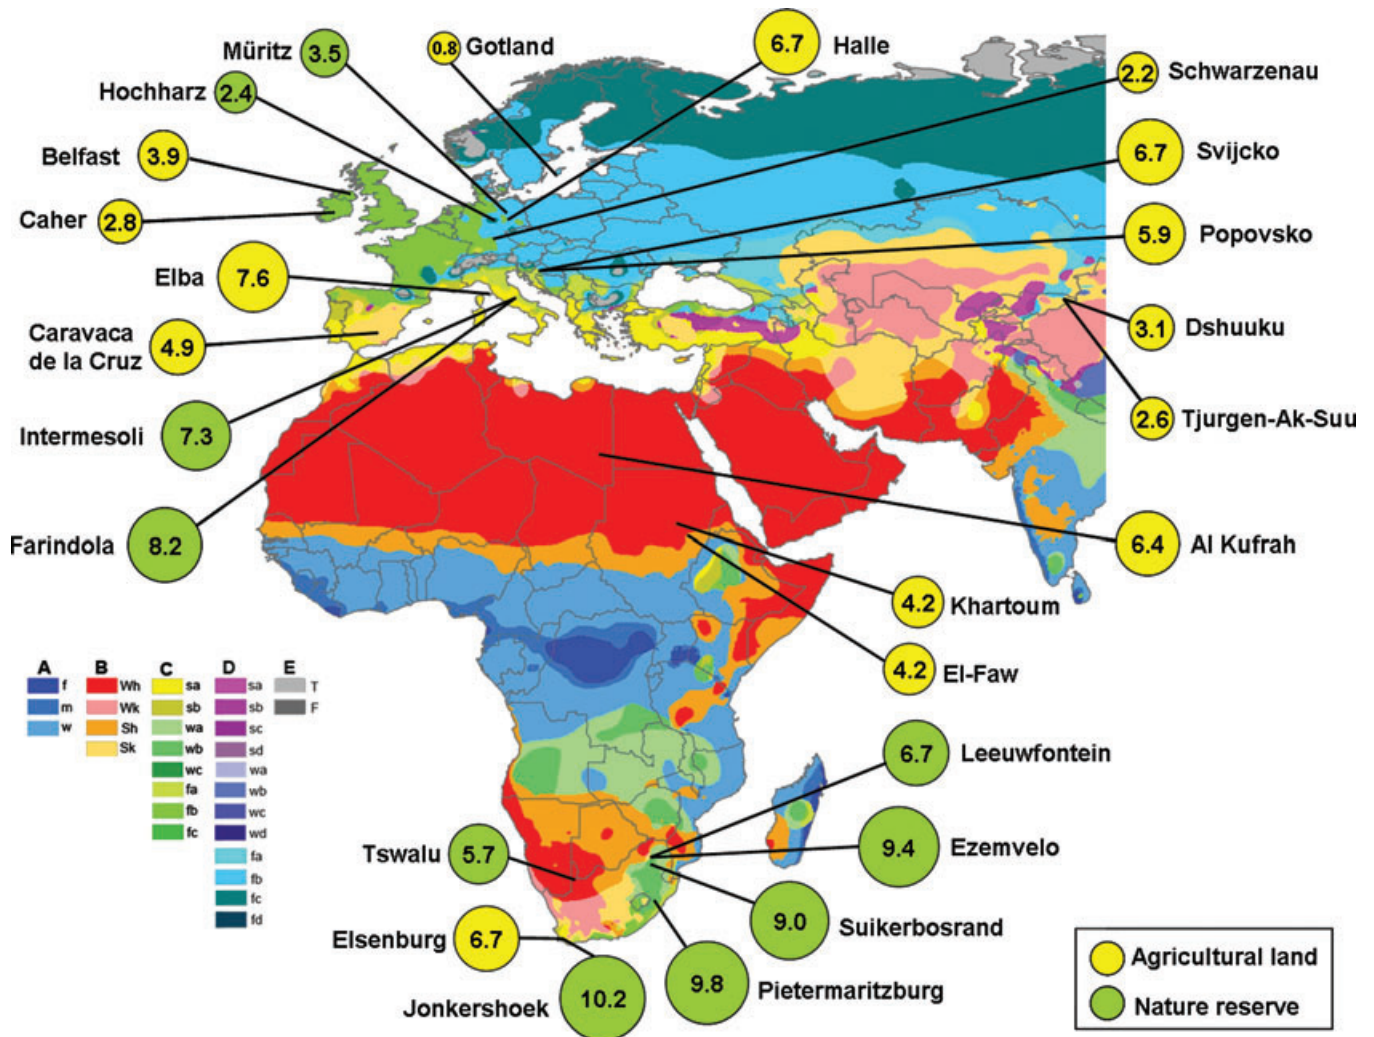 Müritz 3.5
0.8 Gotland
6.7 Halle
2.2 Schwarzenau
Hochharz 2.4
Belfast 3.9
6.7 Svijcko
Caher 2.8
5.9 Popovsko
Elba 7.6
3.1 Dshuuku
Caravaca
de la Cruz 4.9
2.6 Tjurgen-Ak-Suu
Intermesoli 7.3
Farindola 8.2
6.4 Al Kufrah
4.2 Khartoum
4.2 El-Faw
6.7 Leeuwfontein
9.4 Ezemvelo
Tswalu 5.7
9.0 Suikerbosrand
Elsenburg 6.7
9.8 Pietermaritzburg
Jonkershoek 10.2
A B C D E
f Wh sa sa T
m Wk sb sb F
w Sh wa sc
Sk wb sd
wc wa
fa wb
fb wc
fc wd
fa
fb
fc
fd
Agricultural land
Nature reserve